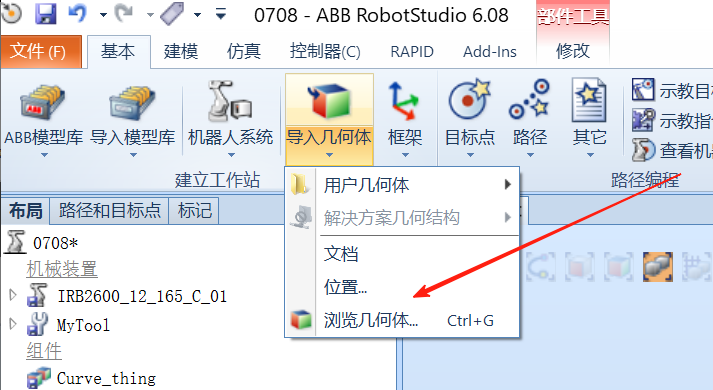 0708 - ABB RobotStudio 6.08
部件工具
文件(F) 基本 建模 仿真 控制器(C) RAPID Add-Ins 修改
ABB模型库 导入模型库 机器人系统 导入几何体 框架 目标点 路径 其它
示教目
示教指
查看机
建立工作站 路径编程
布局 路径和目标点 标记
用户几何体
解决方案几何结构
文档
位置...
浏览几何体... Ctrl+G
0708*
机械装置
IRB2600_12_165_C_01
MyTool
组件
Curve_thing